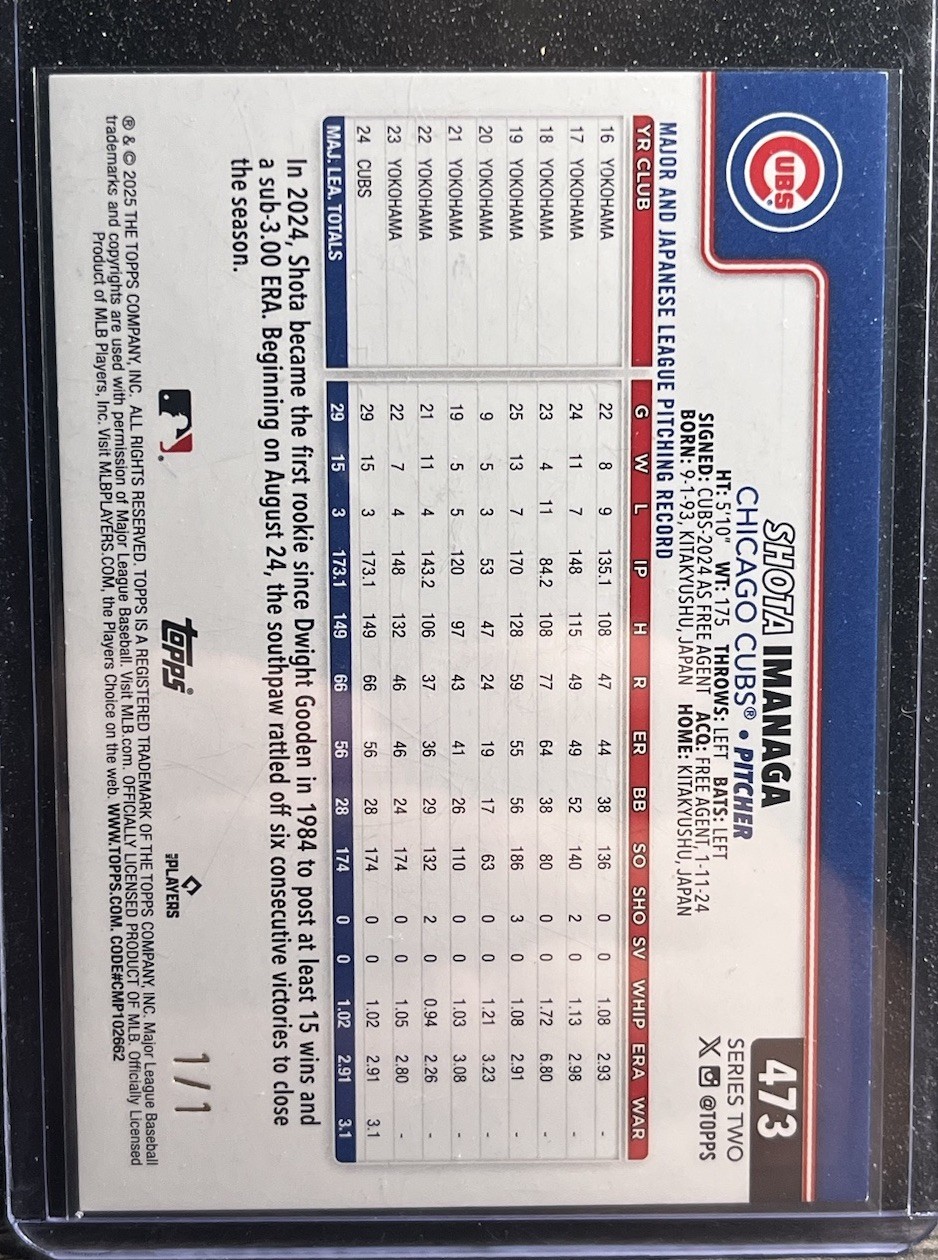 CUBS®
473
SERIES TWO
X @TOPPS
SHOTA IMANAGA
CHICAGO CUBS® • PITCHER
HT: 5'10" WT: 175 THROWS: LEFT BATS: LEFT
SIGNED: CUBS-2024 AS FREE AGENT ACQ: FREE AGENT, 1-11-24
BORN: 9-1-93, KITAKYUSHU, JAPAN HOME: KITAKYUSHU, JAPAN
MAJOR AND JAPANESE LEAGUE PITCHING RECORD
YR CLUB G W L IP H R ER BB SO SHO SV WHIP ERA WAR
16 YOKOHAMA 22 8 9 135.1 108 47 44 38 136 0 0 1.08 2.93 -
17 YOKOHAMA 24 11 7 148 115 49 49 52 140 2 0 1.13 2.98 -
18 YOKOHAMA 23 4 11 84.2 108 77 64 38 80 0 0 1.72 6.80 -
19 YOKOHAMA 25 13 7 170 128 59 55 56 186 3 0 1.08 2.91 -
20 YOKOHAMA 9 5 3 53 47 24 19 17 63 0 0 1.21 3.23 -
21 YOKOHAMA 19 5 5 120 97 43 41 26 110 0 0 1.03 3.08 -
22 YOKOHAMA 21 11 4 143.2 106 37 36 29 132 2 0 0.94 2.26 -
23 YOKOHAMA 22 7 4 148 132 46 46 24 174 0 0 1.05 2.80 -
24 CUBS 29 15 3 173.1 149 66 56 28 174 0 0 1.02 2.91 3.1
MAJ. LEA. TOTALS 29 15 3 173.1 149 66 56 28 174 0 0 1.02 2.91 3.1
In 2024, Shota became the first rookie since Dwight Gooden in 1984 to post at least 15 wins and
a sub-3.00 ERA. Beginning on August 24, the southpaw rattled off six consecutive victories to close
the season.
topps®
PLAYERS
1/1
® & © 2025 THE TOPPS COMPANY, INC. ALL RIGHTS RESERVED. TOPPS IS A REGISTERED TRADEMARK OF THE TOPPS COMPANY, INC. Major League Baseball
trademarks and copyrights are used with permission of Major League Baseball. Visit MLB.com. OFFICIALLY LICENSED PRODUCT OF MLB. Officially Licensed
Product of MLB Players, Inc. Visit MLBPLAYERS.COM, the Players Choice on the web. WWW.TOPPS.COM. CODE#CMP102662